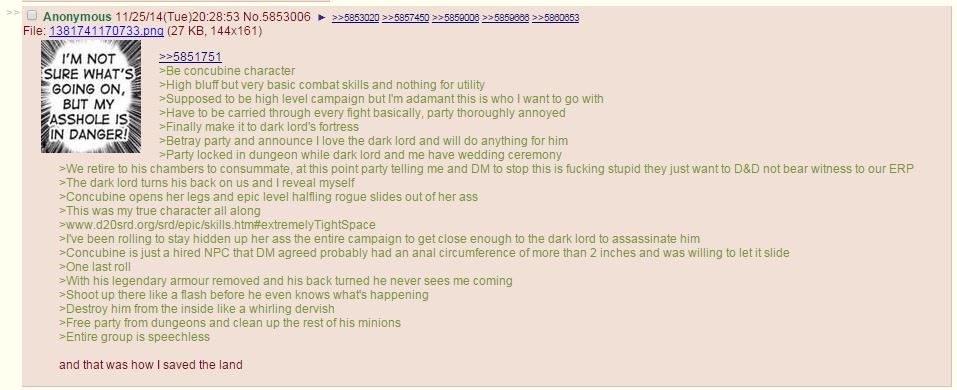 >> Anonymous 11/25/14(Tue)20:28:53 No.5853006 ► >>5853020 >>5857450 >>5859006 >>5859666 >>5860653
File: 1381741170733.png (27 KB, 144x161)
I'M NOT
SURE WHAT'S
GOING ON,
BUT MY
ASSHOLE IS
IN DANGER!
>>5851751
>Be concubine character
>High bluff but very basic combat skills and nothing for utility
>Supposed to be high level campaign but I'm adamant this is who I want to go with
>Have to be carried through every fight basically, party thoroughly annoyed
>Finally make it to dark lord's fortress
>Betray party and announce I love the dark lord and will do anything for him
>Party locked in dungeon while dark lord and me have wedding ceremony
>We retire to his chambers to consummate, at this point party telling me and DM to stop this is fucking stupid they just want to D&D not bear witness to our ERP
>The dark lord turns his back on us and I reveal myself
>Concubine opens her legs and epic level halfling rogue slides out of her ass
>This was my true character all along
>www.d20srd.org/srd/epic/skills.htm#extremelyTightSpace
>I've been rolling to stay hidden up her ass the entire campaign to get close enough to the dark lord to assassinate him
>Concubine is just a hired NPC that DM agreed probably had an anal circumference of more than 2 inches and was willing to let it slide
>One last roll
>With his legendary armour removed and his back turned he never sees me coming
>Shoot up there like a flash before he even knows what's happening
>Destroy him from the inside like a whirling dervish
>Free party from dungeons and clean up the rest of his minions
>Entire group is speechless
and that was how I saved the land